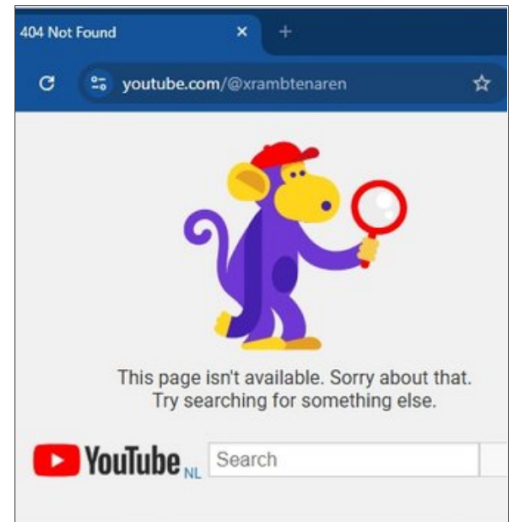 404 Not Found
youtube.com/@xrambtenaren
This page isn't available. Sorry about that.
Try searching for something else.
YouTube NL
Search